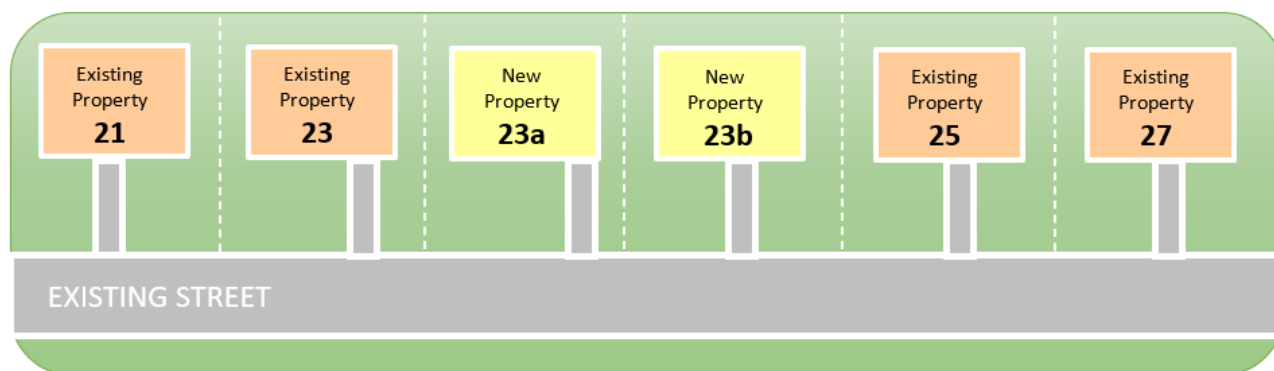 Existing
Property
21
Existing
Property
23
New
Property
23a
New
Property
23b
Existing
Property
25
Existing
Property
27
EXISTING STREET